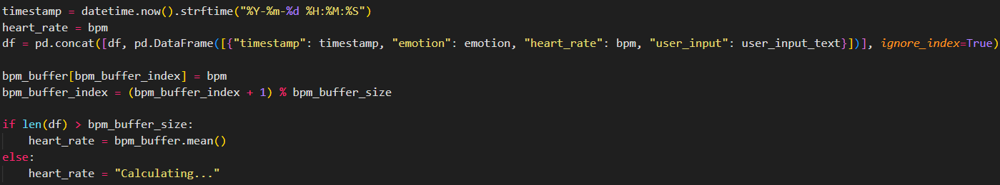 timestamp = datetime.now().strftime("%Y-%m-%d %H:%M:%S")
heart_rate = bpm
df = pd.concat([df, pd.DataFrame([{"timestamp": timestamp, "emotion": emotion, "heart_rate": bpm, "user_input": user_input_text}])], ignore_index=True)

bpm_buffer[bpm_buffer_index] = bpm
bpm_buffer_index = (bpm_buffer_index + 1) % bpm_buffer_size

if len(df) > bpm_buffer_size:
    heart_rate = bpm_buffer.mean()
else:
    heart_rate = "Calculating..."